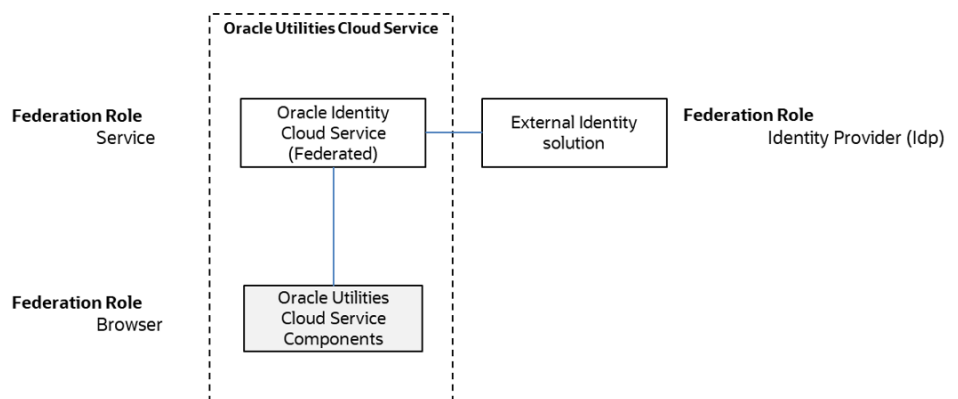 Oracle Utilities Cloud Service
Federation Role
Service
Oracle Identity
Cloud Service
(Federated)
External Identity
solution
Federation Role
Identity Provider (Idp)
Federation Role
Browser
Oracle Utilities
Cloud Service
Components